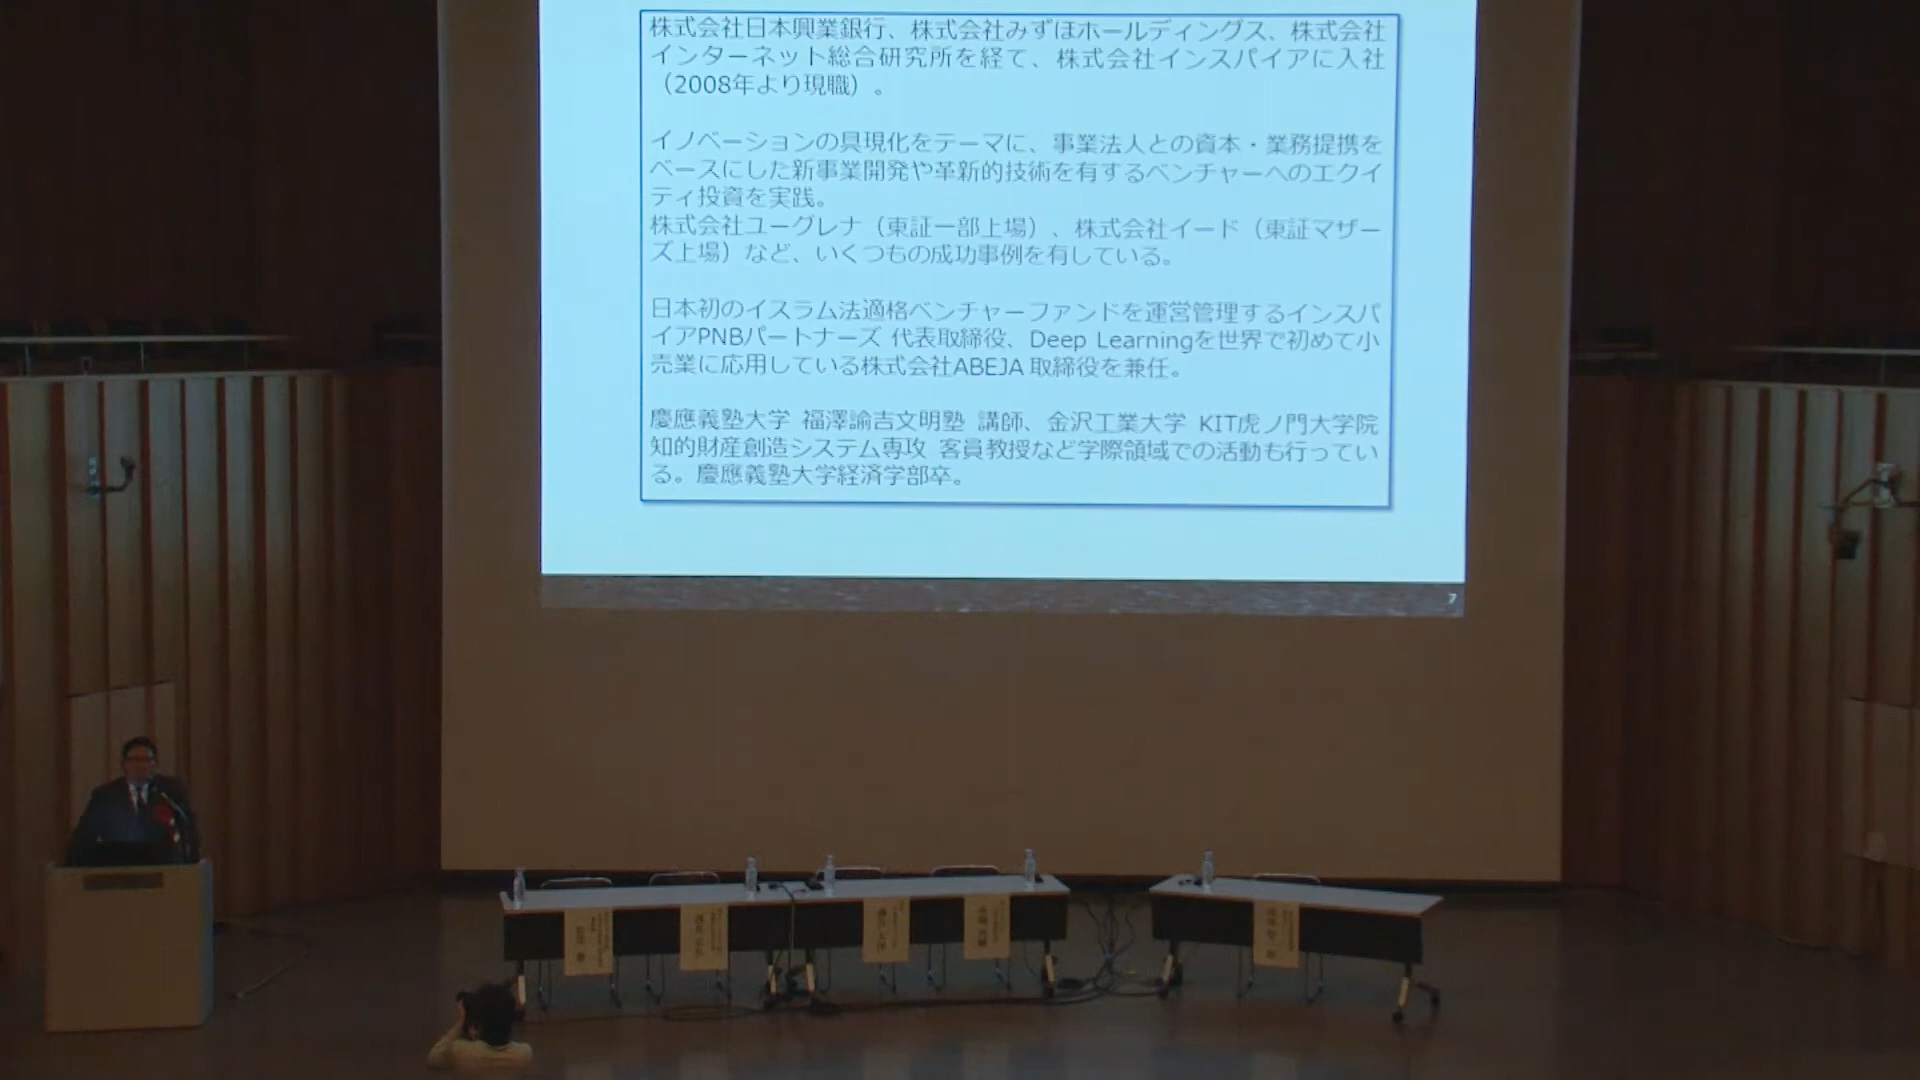 株式会社日本興業銀行、株式会社みずほホールディングス、株式会社
インターネット総合研究所を経て、株式会社インスパイアに入社
（2008年より現職）。
イノベーションの具現化をテーマに、事業法人との資本・業務提携を
ベースにした新事業開発や革新的技術を有するベンチャーへのエクイ
ティ投資を実践。
株式会社ユーグレナ（東証一部上場）、株式会社イード（東証マザー
ズ上場）など、いくつもの成功事例を有している。
日本初のイスラム法適格ベンチャーファンドを運営管理するインスパ
イアPNBパートナーズ 代表取締役、Deep Learningを世界で初めて小
売業に応用している株式会社ABEJA 取締役を兼任。
慶應義塾大学 福澤諭吉文明塾 講師、金沢工業大学 KIT虎ノ門大学院
知的財産創造システム専攻 客員教授など学際領域での活動も行ってい
る。慶應義塾大学経済学部卒。
7